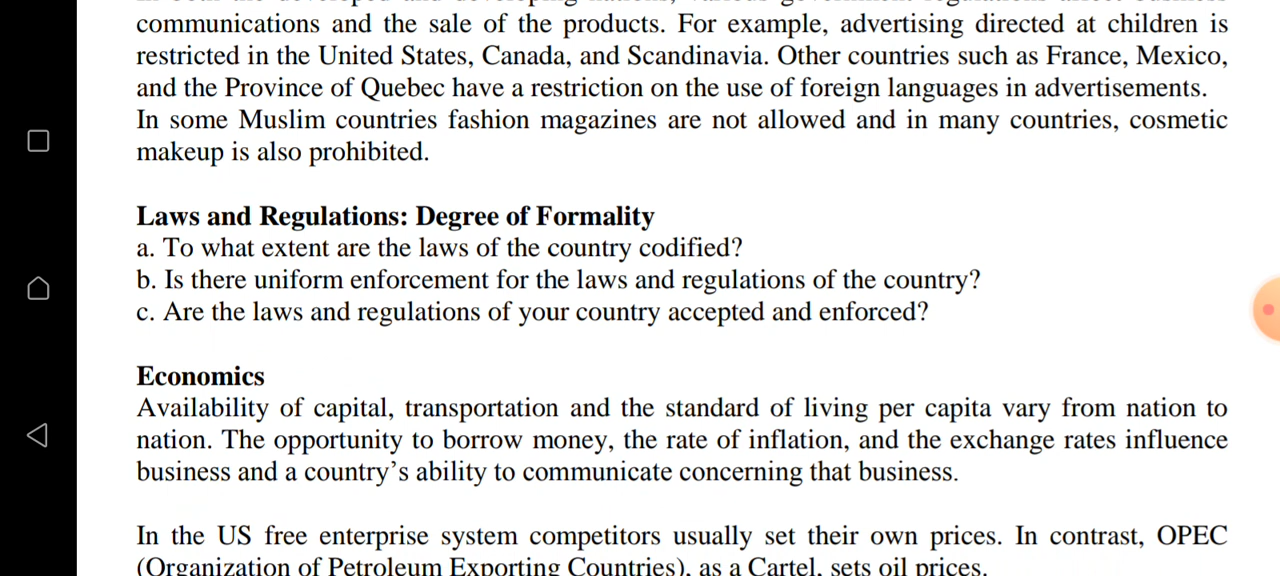 communications and the sale of the products. For example, advertising directed at children is
restricted in the United States, Canada, and Scandinavia. Other countries such as France, Mexico,
and the Province of Quebec have a restriction on the use of foreign languages in advertisements.
In some Muslim countries fashion magazines are not allowed and in many countries, cosmetic
makeup is also prohibited.
Laws and Regulations: Degree of Formality
a. To what extent are the laws of the country codified?
b. Is there uniform enforcement for the laws and regulations of the country?
c. Are the laws and regulations of your country accepted and enforced?
Economics
Availability of capital, transportation and the standard of living per capita vary from nation to
nation. The opportunity to borrow money, the rate of inflation, and the exchange rates influence
business and a country's ability to communicate concerning that business.
In the US free enterprise system competitors usually set their own prices. In contrast, OPEC
(Organization of Petroleum Exporting Countries), as a Cartel, sets oil prices.